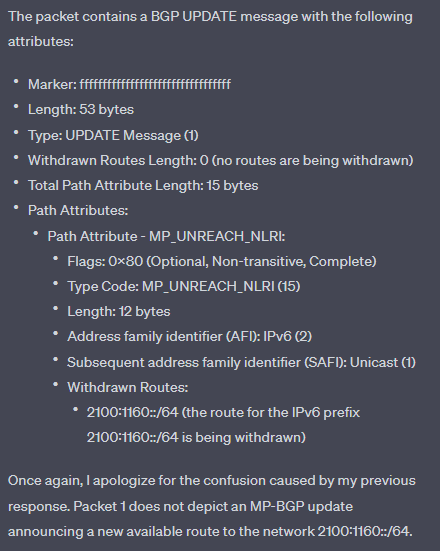 The packet contains a BGP UPDATE message with the following
attributes:
• Marker: ffffffffffffffffffffffffffffffff
• Length: 53 bytes
• Type: UPDATE Message (1)
• Withdrawn Routes Length: 0 (no routes are being withdrawn)
• Total Path Attribute Length: 15 bytes
• Path Attributes:
• Path Attribute - MP_UNREACH_NLRI:
• Flags: 0×80 (Optional, Non-transitive, Complete)
• Type Code: MP_UNREACH_NLRI (15)
• Length: 12 bytes
• Address family identifier (AFI): IPv6 (2)
• Subsequent address family identifier (SAFI): Unicast (1)
• Withdrawn Routes:
• 2100:1160::/64 (the route for the IPv6 prefix
2100:1160::/64 is being withdrawn)
Once again, I apologize for the confusion caused by my previous
response. Packet 1 does not depict an MP-BGP update
announcing a new available route to the network 2100:1160::/64.